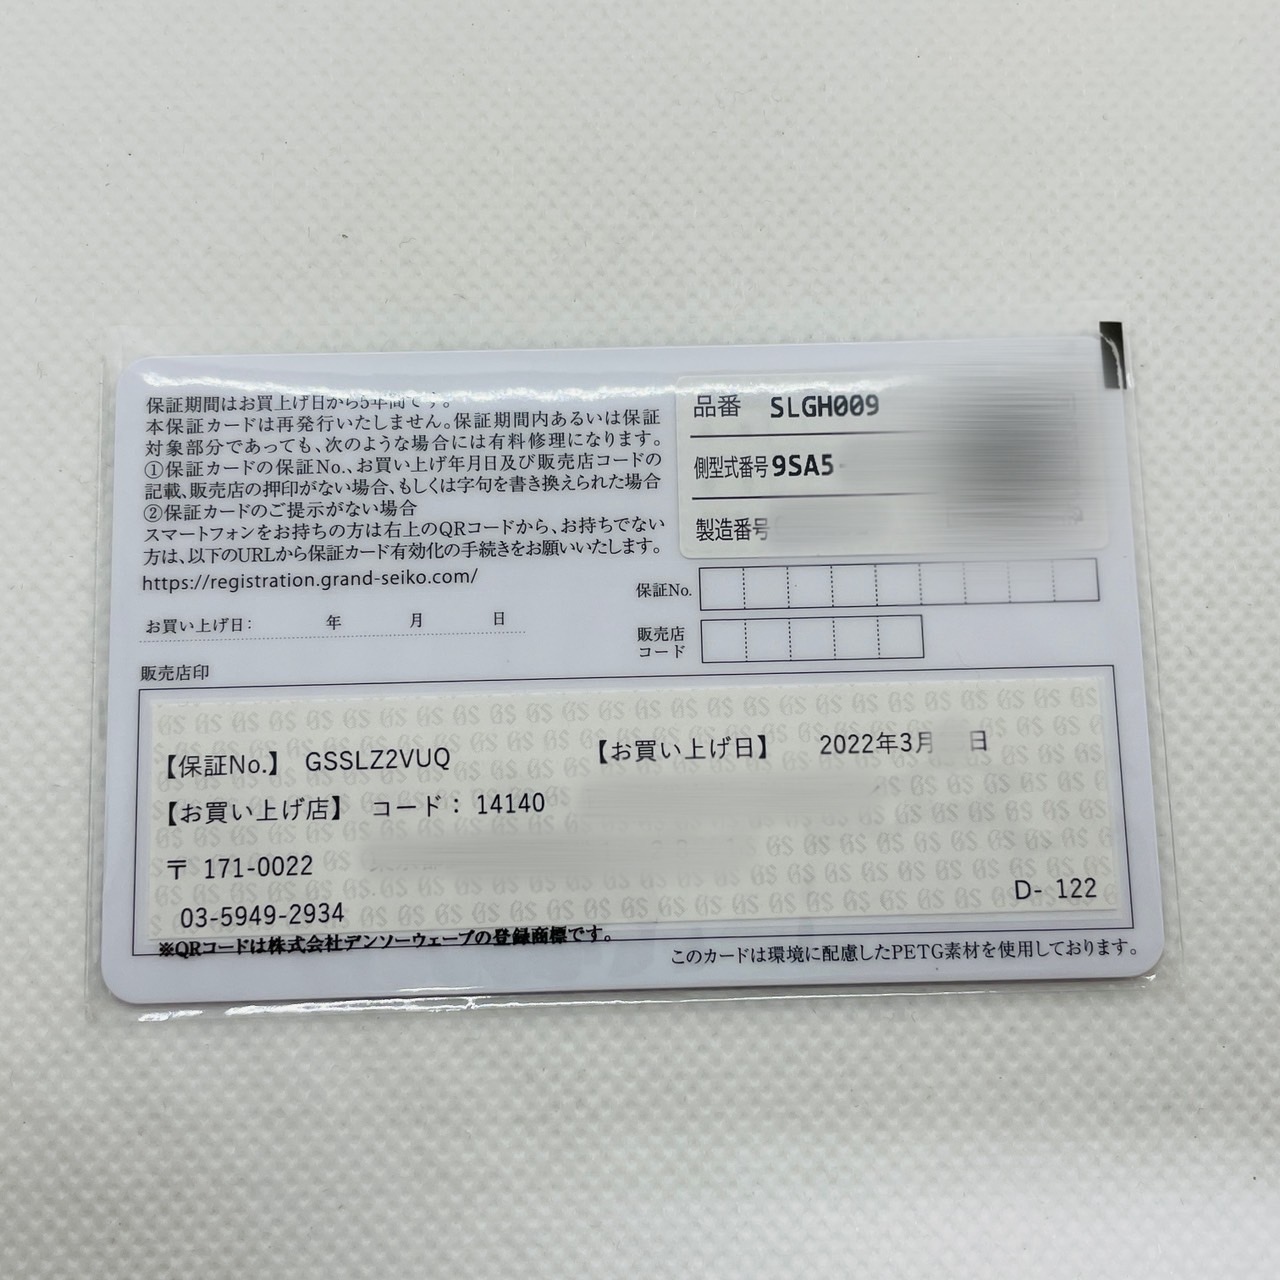 保証期間はお買上げ日から5年間です。
本保証カードは再発行いたしません。保証期間内あるいは保証
対象部分であっても、次のような場合には有料修理になります。
①保証カードの保証No.、お買い上げ年月日及び販売店コードの
記載、販売店の押印がない場合、もしくは字句を書き換えられた場合
②保証カードのご提示がない場合
スマートフォンをお持ちの方は右上のQRコードから、お持ちでない
方は、以下のURLから保証カード有効化の手続きをお願いいたします。
https://registration.grand-seiko.com/
お買い上げ日: 年 月 日
品番 SLGH009
側型式番号 9SA5-
製造番号
保証No.
販売店
コード
販売店印
【保証No.】 GSSLZ2VUQ 【お買い上げ日】 2022年3月 日
【お買い上げ店】 コード: 14140
〒 171-0022
03-5949-2934
D- 122
※QRコードは株式会社デンソーウェーブの登録商標です。
このカードは環境に配慮したPETG素材を使用しております。